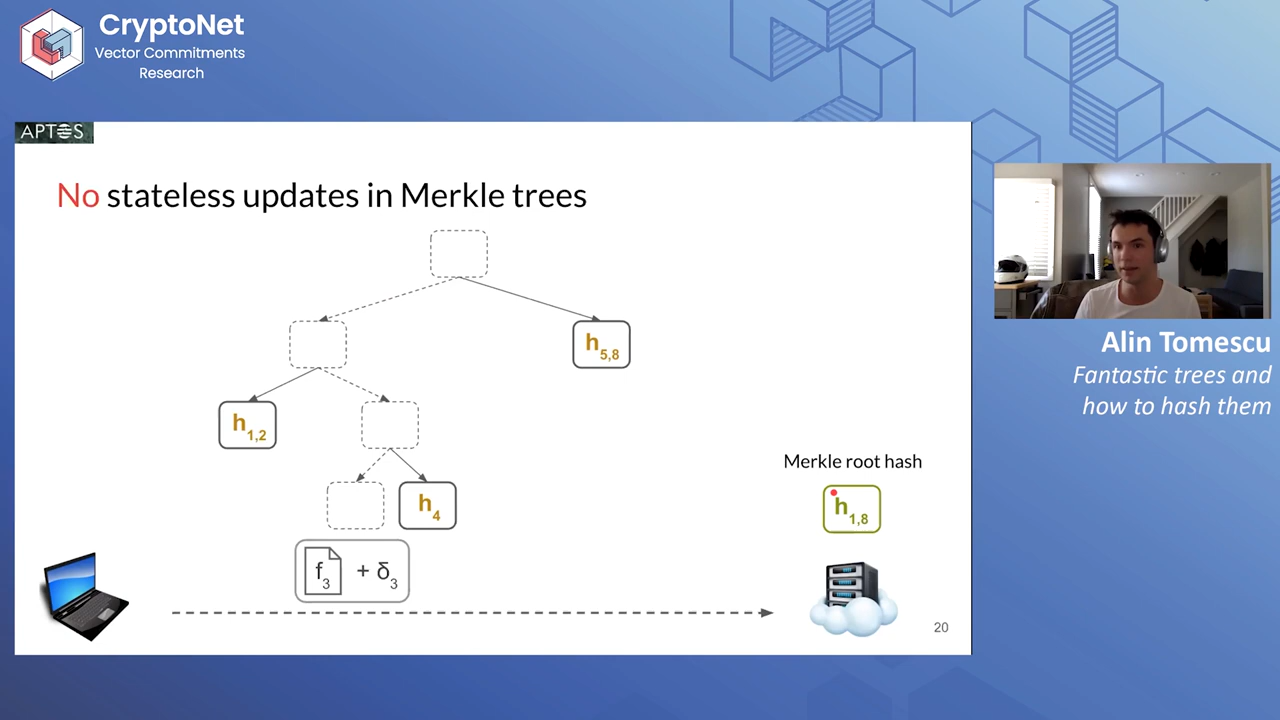 CryptoNet
Vector Commitments
Research
APTOS
No stateless updates in Merkle trees
h5,8
h1,2
h4
f3 + δ3
Merkle root hash
h1,8
20
Alin Tomescu
Fantastic trees and
how to hash them